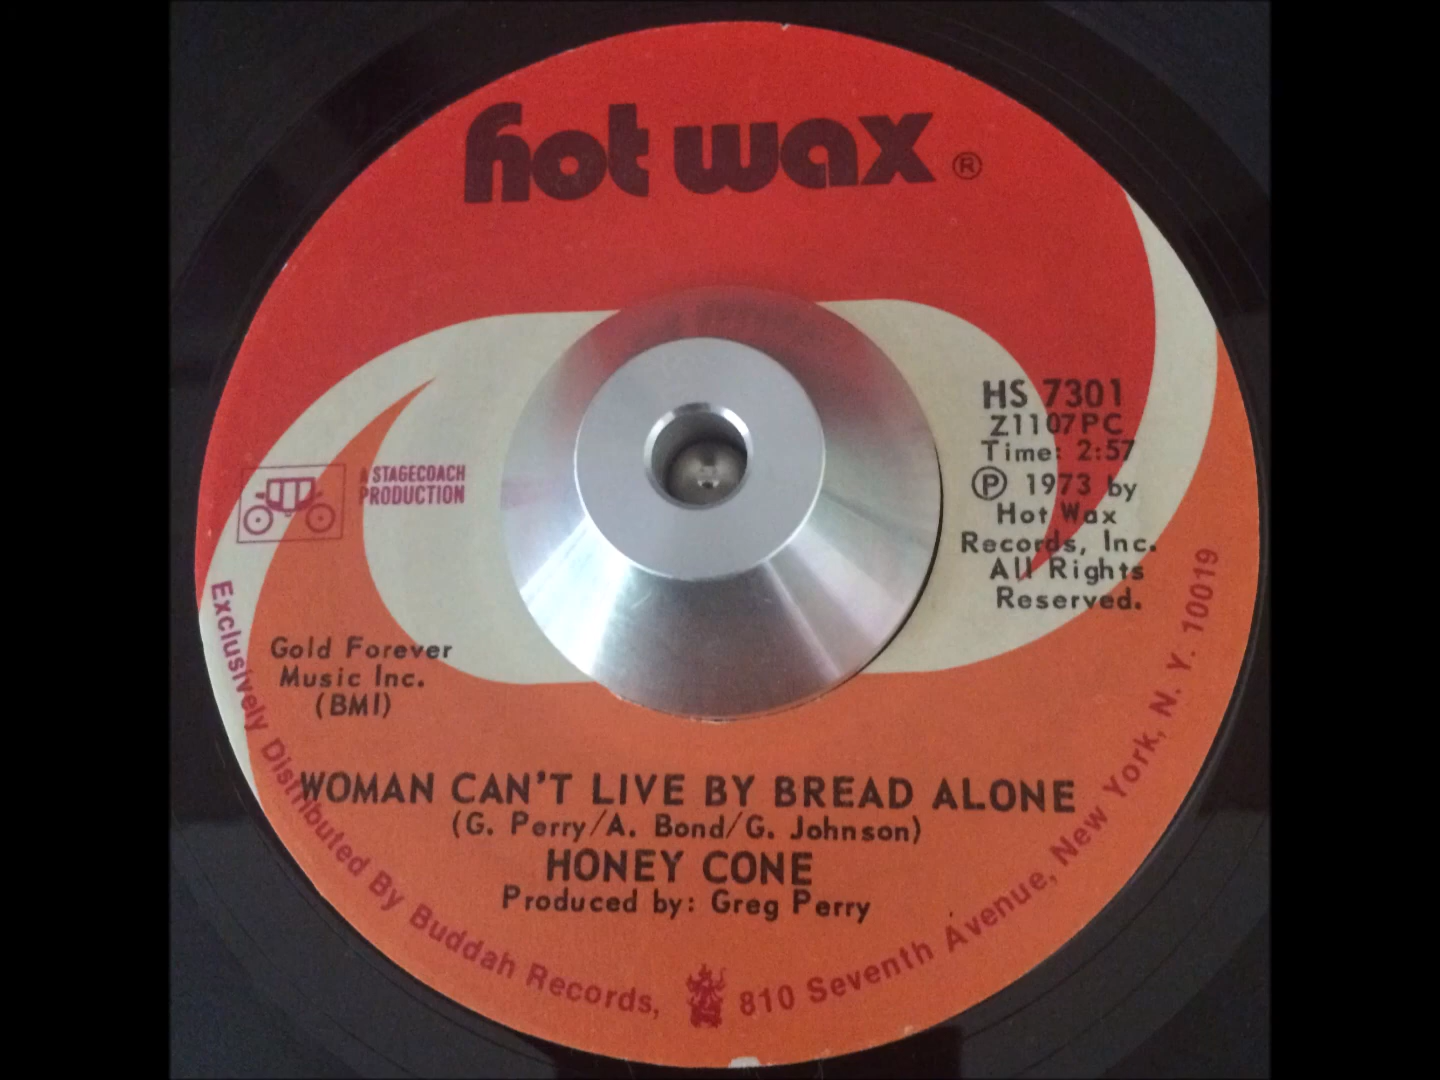 hot wax ®
HS 7301
Z1107PC
Time: 2:57
Ⓟ 1973 by
Hot Wax
Records, Inc.
All Rights
Reserved.
A STAGECOACH
PRODUCTION
Gold Forever
Music Inc.
(BMI)
WOMAN CAN'T LIVE BY BREAD ALONE
(G. Perry/A. Bond/G. Johnson)
HONEY CONE
Produced by: Greg Perry
Exclusively Distributed By Buddah Records, 810 Seventh Avenue, New York, N. Y. 10019